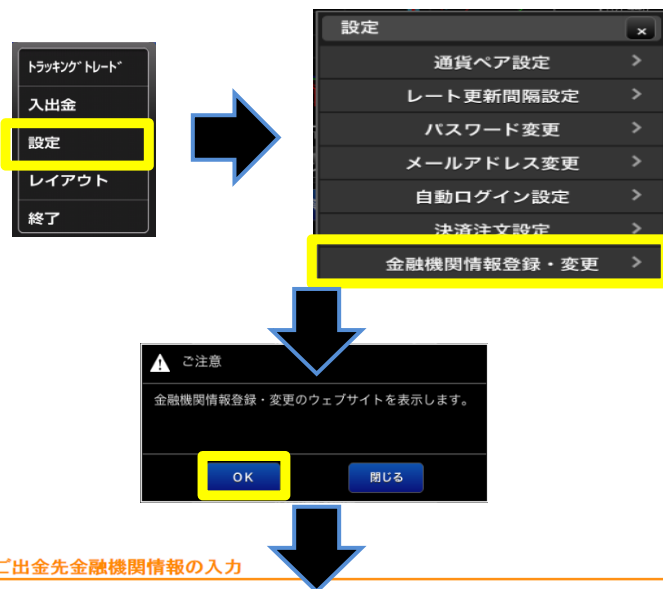 トラッキングトレード
入出金
設定
レイアウト
終了
設定
×
通貨ペア設定 >
レート更新間隔設定 >
パスワード変更 >
メールアドレス変更 >
自動ログイン設定 >
決済注文設定 >
金融機関情報登録・変更 >
ご注意
金融機関情報登録・変更のウェブサイトを表示します。
OK
閉じる
ご出金先金融機関情報の入力